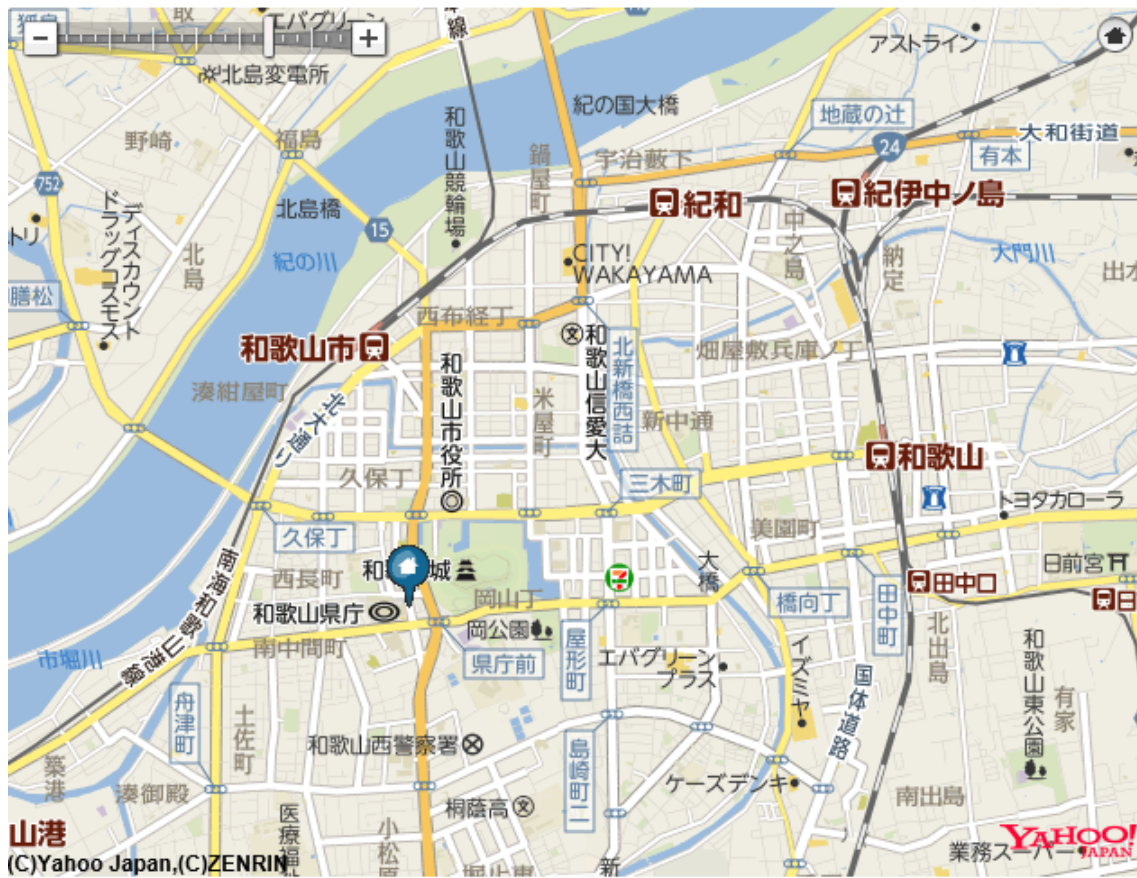 エバグリーン
アストライン
北島変電所
紀の国大橋
地蔵の辻
24
大和街道
有本
野崎
福島
和歌山競輪場
鍋屋町
宇治藪下
752
紀和
紀伊中ノ島
北島橋
15
ディスカウント
ドラッグコスモス
北島
紀の川
CITY!
WAKAYAMA
中之島
納定
大門川
和歌山市
西布経丁
北新橋西詰
畑屋敷兵庫ノ丁
湊紺屋町
北大通り
和歌山市役所
米屋町
和歌山信愛大
新中通
和歌山
久保丁
三木町
トヨタカローラ
久保丁
美園町
西長町
大橋
日前宮
田中口
和歌山県庁
岡山丁
橋向丁
田中町
南海和歌山港線
市堀川
南中間町
岡公園
県庁前
屋形町
エバグリーン
プラス
イズミヤ
国体道路
北出島
和歌山東公園
有家
舟津町
土佐町
和歌山西警察署
島崎町二
築港
湊御殿
桐蔭高
ケーズデンキ
南出島
小松原
業務スーパー
YAHOO!
JAPAN
(C)Yahoo Japan,(C)ZENRIN